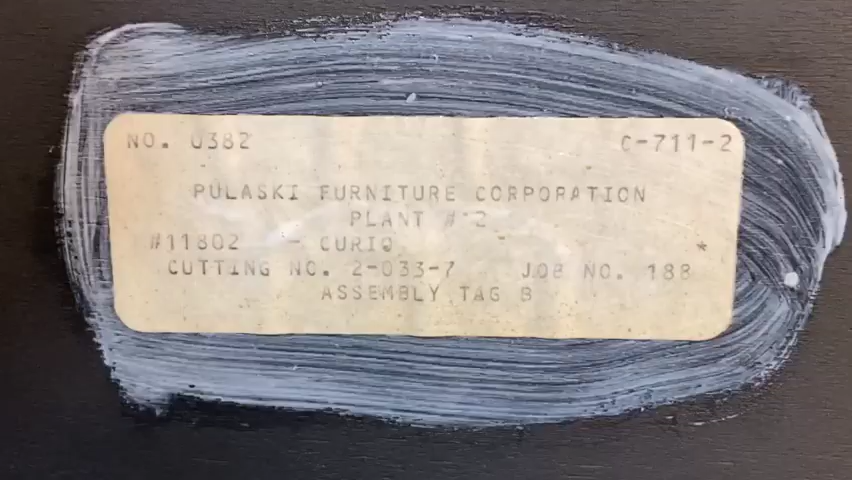 NO. 0382 C-711-2
PULASKI FURNITURE CORPORATION
PLANT # 2
#11802 - CURIO *
CUTTING NO. 2-033-7 JOB NO. 188
ASSEMBLY TAG B